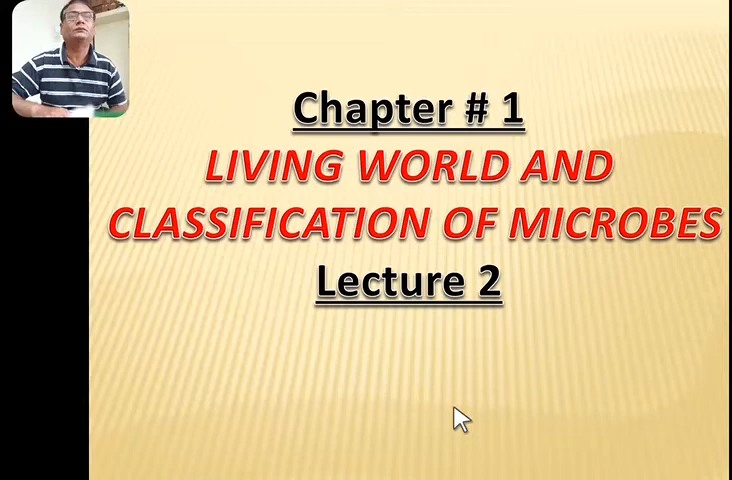 Chapter # 1
LIVING WORLD AND
CLASSIFICATION OF MICROBES
Lecture 2